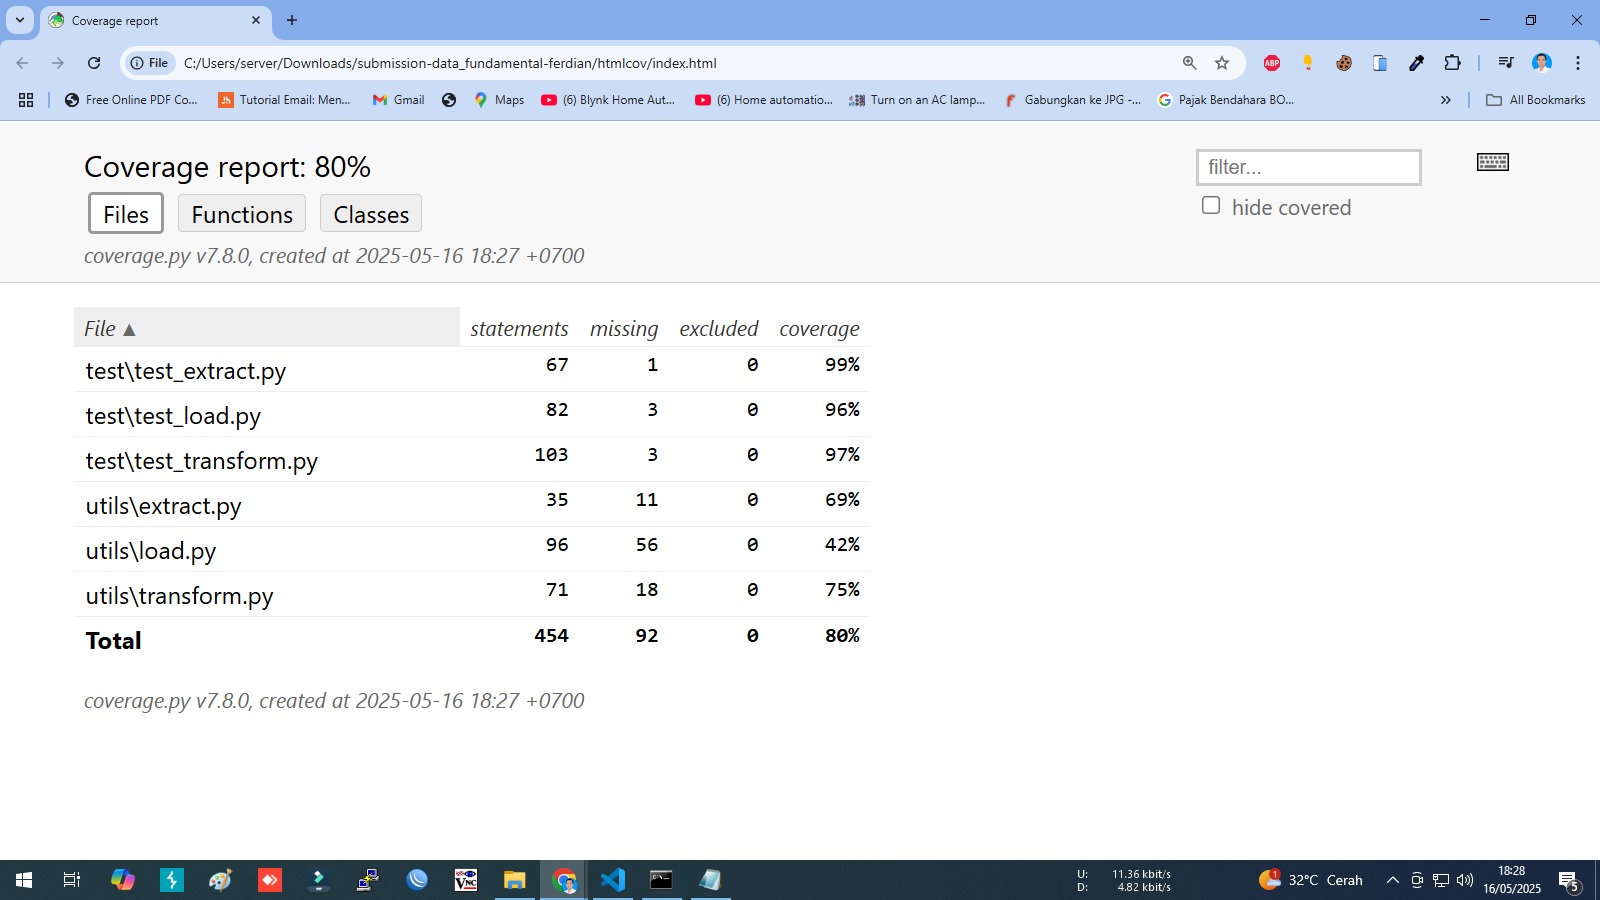 Coverage report
File C:/Users/server/Downloads/submission-data_fundamental-ferdian/htmlcov/index.html
ABP
Free Online PDF Co... Tutorial Email: Men... Gmail Maps (6) Blynk Home Aut... (6) Home automatio... Turn on an AC lamp... Gabungkan ke JPG -... Pajak Bendahara BO... » All Bookmarks
Coverage report: 80%
filter...
Files Functions Classes
hide covered
coverage.py v7.8.0, created at 2025-05-16 18:27 +0700
File ▲ statements missing excluded coverage
test\test_extract.py 67 1 0 99%
test\test_load.py 82 3 0 96%
test\test_transform.py 103 3 0 97%
utils\extract.py 35 11 0 69%
utils\load.py 96 56 0 42%
utils\transform.py 71 18 0 75%
Total 454 92 0 80%
coverage.py v7.8.0, created at 2025-05-16 18:27 +0700
U: 11.36 kbit/s
D: 4.82 kbit/s
1
32°C Cerah
18:28
16/05/2025
5
VNC